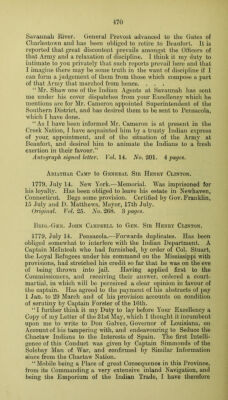 470
Savannah River. General Prevost advanced to the Gates of
Charlestown and has been obliged to retire to Beaufort. It is
reported that great discontent prevails amongst the Officers of
that Army and a relaxation of discipline. I think it my duty to
intimate to you privately that such reports prevail here and that
I imagine there may be some truth in the want of discipline if I
can form a judgement of them from those which compose a part
of that Army that marched from hence. . .
"Mr. Shaw one of the Indian Agents at Savannah has sent
me under his cover dispatches from your Excellency which he
mentions are for Mr. Cameron appointed Superintendent of the
Southern District, and has desired them to be sent to Pensacola,
which I have done.
"As I have been informed Mr. Cameron is at present in the
Creek Nation, I have acquainted him by a trusty Indian express
of your appointment, and of the situation of the Army at
Beaufort, and desired him to animate the Indians to a fresh
exertion in their favour."
Autograph signed letter. Vol. 14. No. 201. 4 pages.
Abiathar Camp to General Sir Henry Clinton.
1779, July 14. New York.—Memorial. Was imprisoned for
his loyalty. Has been obliged to leave his estate in Newhaven,
Connecticut. Begs some provision. Certified by Gov. Franklin,
15 July and D. Matthews, Mayor, 17th July.
Original. Vol. 25. No. 268. 3 pages.
Brig.-Gen. John Campbell to Gen. Sir Henry Clinton.
1779, July 14. Pensacola.—Forwards duplicates. Has been
obliged somewhat to interfere with the Indian Department. A
Captain McIntosh who had furnished, by order of Col. Stuart,
the Loyal Refugees under his command on the Mississippi with
provisions, had stretched his credit so far that he was on the eve
of being thrown into jail. Having applied first to the
Commissioners, and receiving their answer, ordered a court-
martial, in which will be perceived a clear opinion in favour of
the captain. Has agreed to the payment of his abstracts of pay
1 Jan. to 29 March and of his provision accounts on condition
of scrutiny by Captain Forster of the 16th.
"I further think it my Duty to lay before Your Excellency a
Copy of my Letter of the 31st May, which I thought it incumbent
upon me to write to Don Galvez, Governor of Louisiana, on
Account of his tampering with, and endeavouring to Seduce the
Chactaw Indians to the Interests of Spain. The first Intelli-
gence of this Conduct was given by Captain Simmonds of the
Solebay Man of War, and confirmed by Similar Information
since from the Chactaw Nation.
"Mobile being a Place of great Consequence in this Province,
from its Commanding a very extensive inland Navigation, and
being the Emporium of the Indian Trade, I have therefore